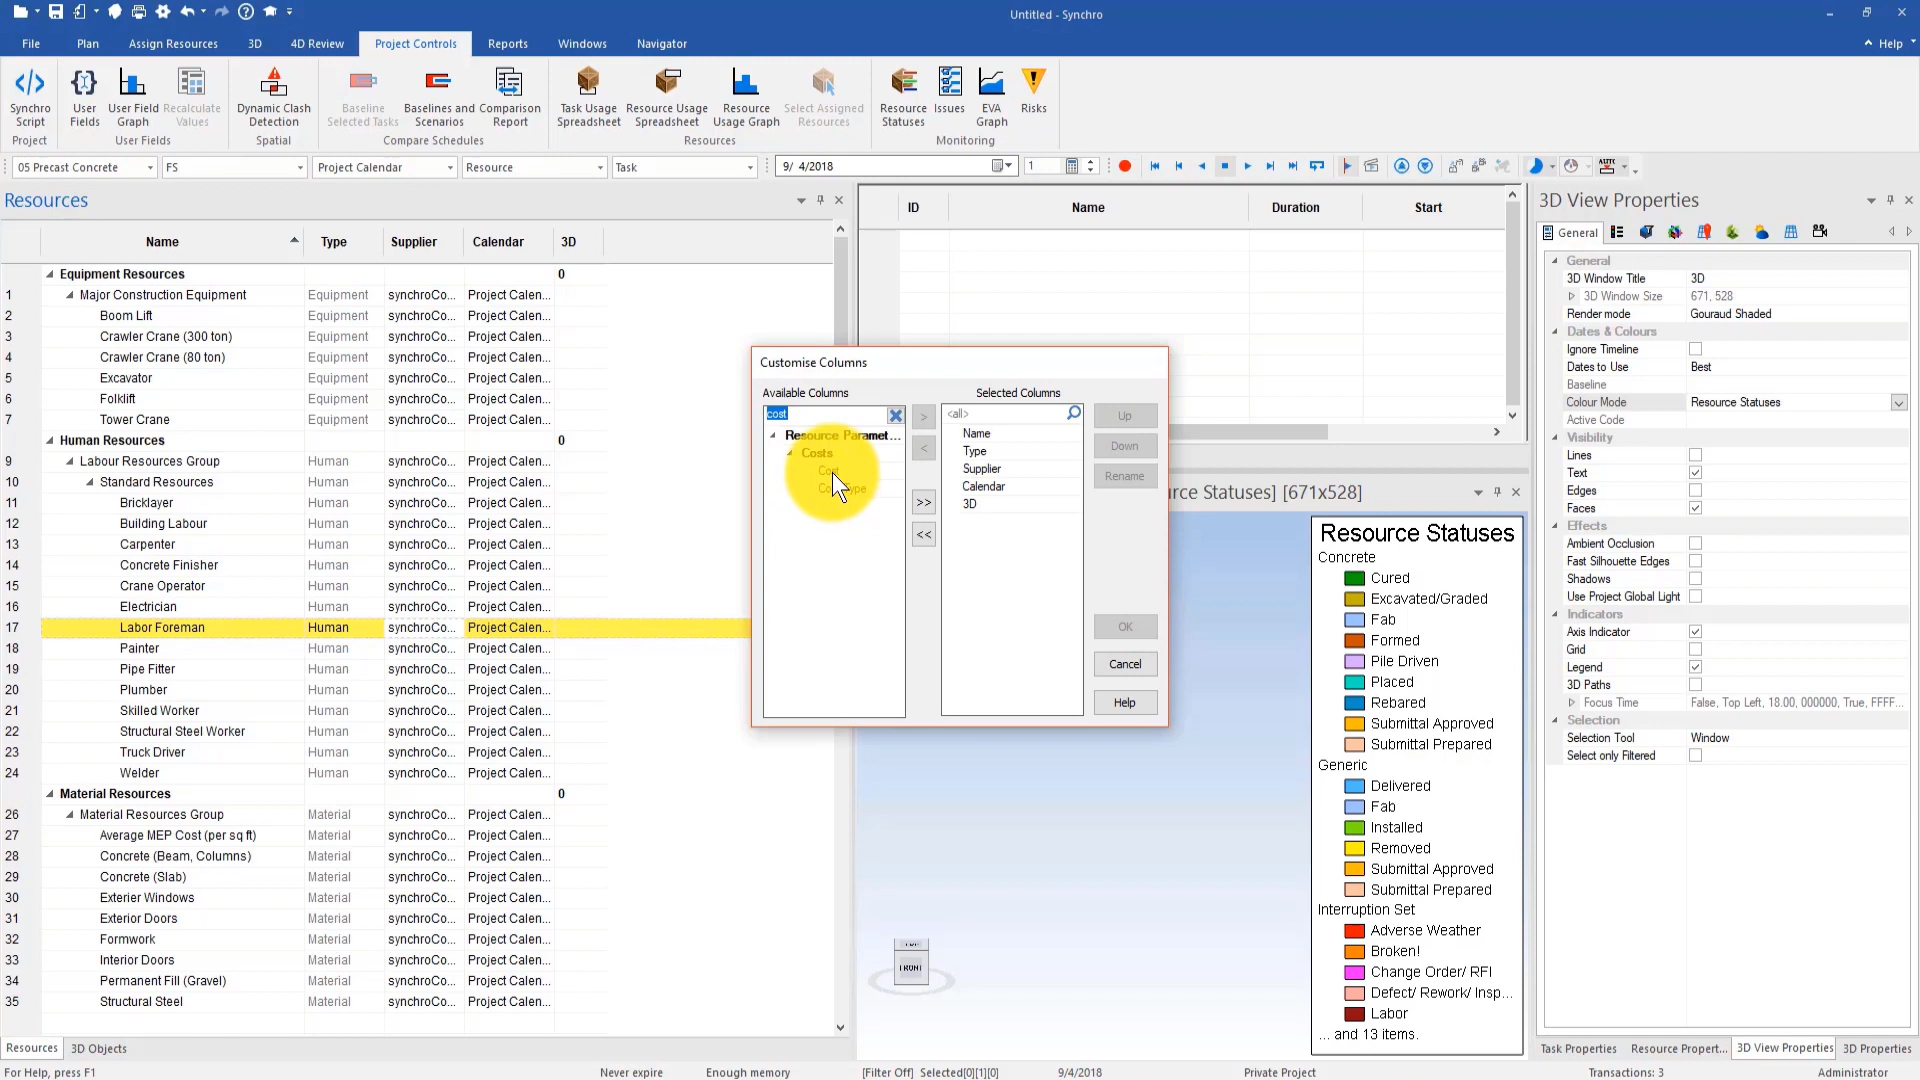 Untitled - Synchro
File Plan Assign Resources 3D 4D Review Project Controls Reports Windows Navigator Help
Synchro Script
User Fields
User Field Graph
Recalculate Values
Dynamic Clash Detection
Baseline Selected Tasks
Baselines and Scenarios
Comparison Report
Task Usage Spreadsheet
Resource Usage Spreadsheet
Resource Usage Graph
Select Assigned Resources
Resource Statuses
Issues
EVA Graph
Risks
Project User Fields Spatial Compare Schedules Resources Monitoring
05 Precast Concrete FS Project Calendar Resource Task 9/ 4/2018 1
Resources
Name Type Supplier Calendar 3D
Equipment Resources 0
1 Major Construction Equipment Equipment synchroCo... Project Calen...
2 Boom Lift Equipment synchroCo... Project Calen...
3 Crawler Crane (300 ton) Equipment synchroCo... Project Calen...
4 Crawler Crane (80 ton) Equipment synchroCo... Project Calen...
5 Excavator Equipment synchroCo... Project Calen...
6 Folklift Equipment synchroCo... Project Calen...
7 Tower Crane Equipment synchroCo... Project Calen...
Human Resources 0
9 Labour Resources Group Human synchroCo... Project Calen...
10 Standard Resources Human synchroCo... Project Calen...
11 Bricklayer Human synchroCo... Project Calen...
12 Building Labour Human synchroCo... Project Calen...
13 Carpenter Human synchroCo... Project Calen...
14 Concrete Finisher Human synchroCo... Project Calen...
15 Crane Operator Human synchroCo... Project Calen...
16 Electrician Human synchroCo... Project Calen...
17 Labor Foreman Human synchroCo... Project Calen...
18 Painter Human synchroCo... Project Calen...
19 Pipe Fitter Human synchroCo... Project Calen...
20 Plumber Human synchroCo... Project Calen...
21 Skilled Worker Human synchroCo... Project Calen...
22 Structural Steel Worker Human synchroCo... Project Calen...
23 Truck Driver Human synchroCo... Project Calen...
24 Welder Human synchroCo... Project Calen...
Material Resources 0
26 Material Resources Group Material synchroCo... Project Calen...
27 Average MEP Cost (per sq ft) Material synchroCo... Project Calen...
28 Concrete (Beam, Columns) Material synchroCo... Project Calen...
29 Concrete (Slab) Material synchroCo... Project Calen...
30 Exterior Windows Material synchroCo... Project Calen...
31 Exterior Doors Material synchroCo... Project Calen...
32 Formwork Material synchroCo... Project Calen...
33 Interior Doors Material synchroCo... Project Calen...
34 Permanent Fill (Gravel) Material synchroCo... Project Calen...
35 Structural Steel Material synchroCo... Project Calen...
Resources 3D Objects
ID Name Duration Start
Customise Columns
Available Columns Selected Columns
cost <all>
Resource Paramet...
Costs
Name
Type
Supplier
Calendar
3D
>
<
>>
<<
Up
Down
Rename
OK
Cancel
Help
rce Statuses] [671x528]
FRONT
Resource Statuses
Concrete
Cured
Excavated/Graded
Fab
Formed
Pile Driven
Placed
Rebared
Submittal Approved
Submittal Prepared
Generic
Delivered
Fab
Installed
Removed
Submittal Approved
Submittal Prepared
Interruption Set
Adverse Weather
Broken!
Change Order/ RFI
Defect/ Rework/ Insp...
Labor
... and 13 items.
3D View Properties
General
General
3D Window Title 3D
3D Window Size 671, 528
Render mode Gouraud Shaded
Dates & Colours
Ignore Timeline
Dates to Use Best
Baseline
Colour Mode Resource Statuses
Active Code
Visibility
Lines
Text
Edges
Faces
Effects
Ambient Occlusion
Fast Silhouette Edges
Shadows
Use Project Global Light
Indicators
Axis Indicator
Grid
Legend
3D Paths
Focus Time False, Top Left, 18.00, 000000, True, FFFF...
Selection
Selection Tool Window
Select only Filtered
Task Properties Resource Propert... 3D View Properties 3D Properties
For Help, press F1 Never expire Enough memory [Filter Off] Selected[0][1][0] 9/4/2018 Private Project Transactions: 3 Administrator